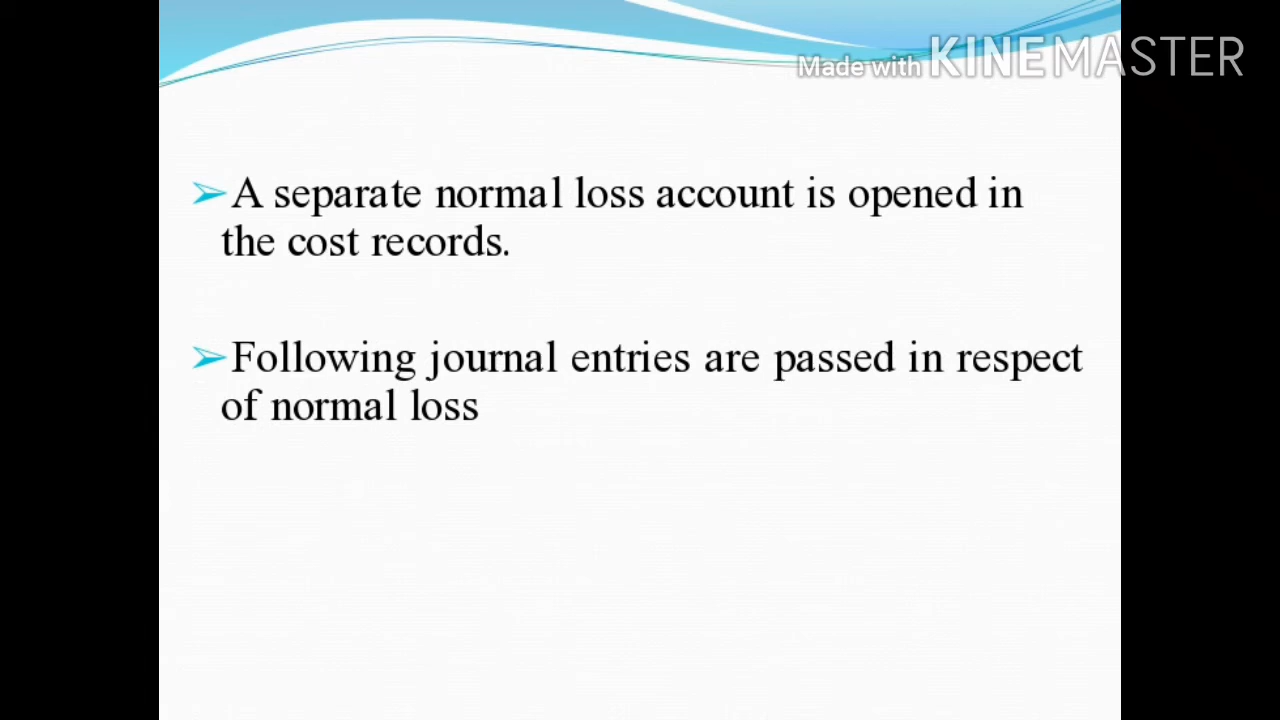 Made with KINEMASTER
➢A separate normal loss account is opened in
the cost records.
➢Following journal entries are passed in respect
of normal loss